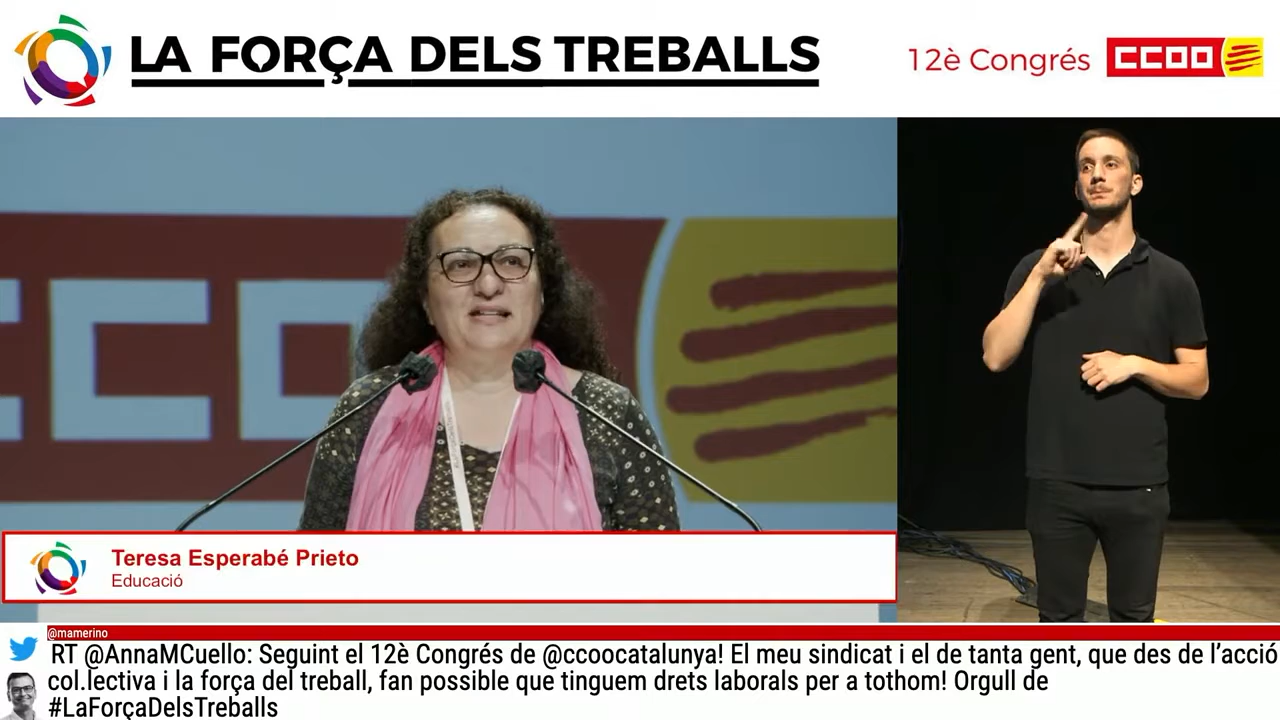 LA FORÇA DELS TREBALLS
12è Congrés CCOO
CCOO
Teresa Esperabé Prieto
Educació
@mamerino
RT @AnnaMCuello: Seguint el 12è Congrés de @ccoocatalunya! El meu sindicat i el de tanta gent, que des de l’acció
col.lectiva i la força del treball, fan possible que tinguem drets laborals per a tothom! Orgull de
#LaForçaDelsTreballs